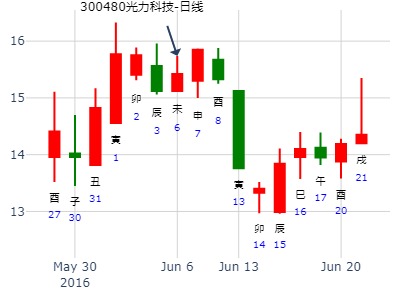 300480光力科技-日线
16
15
14
13
酉
27
子
30
丑
31
寅
1
卯
2
辰
3
未
6
申
7
酉
8
寅
13
卯
14
辰
15
巳
16
午
17
酉
20
戌
21
May 30
2016
Jun 6
Jun 13
Jun 20